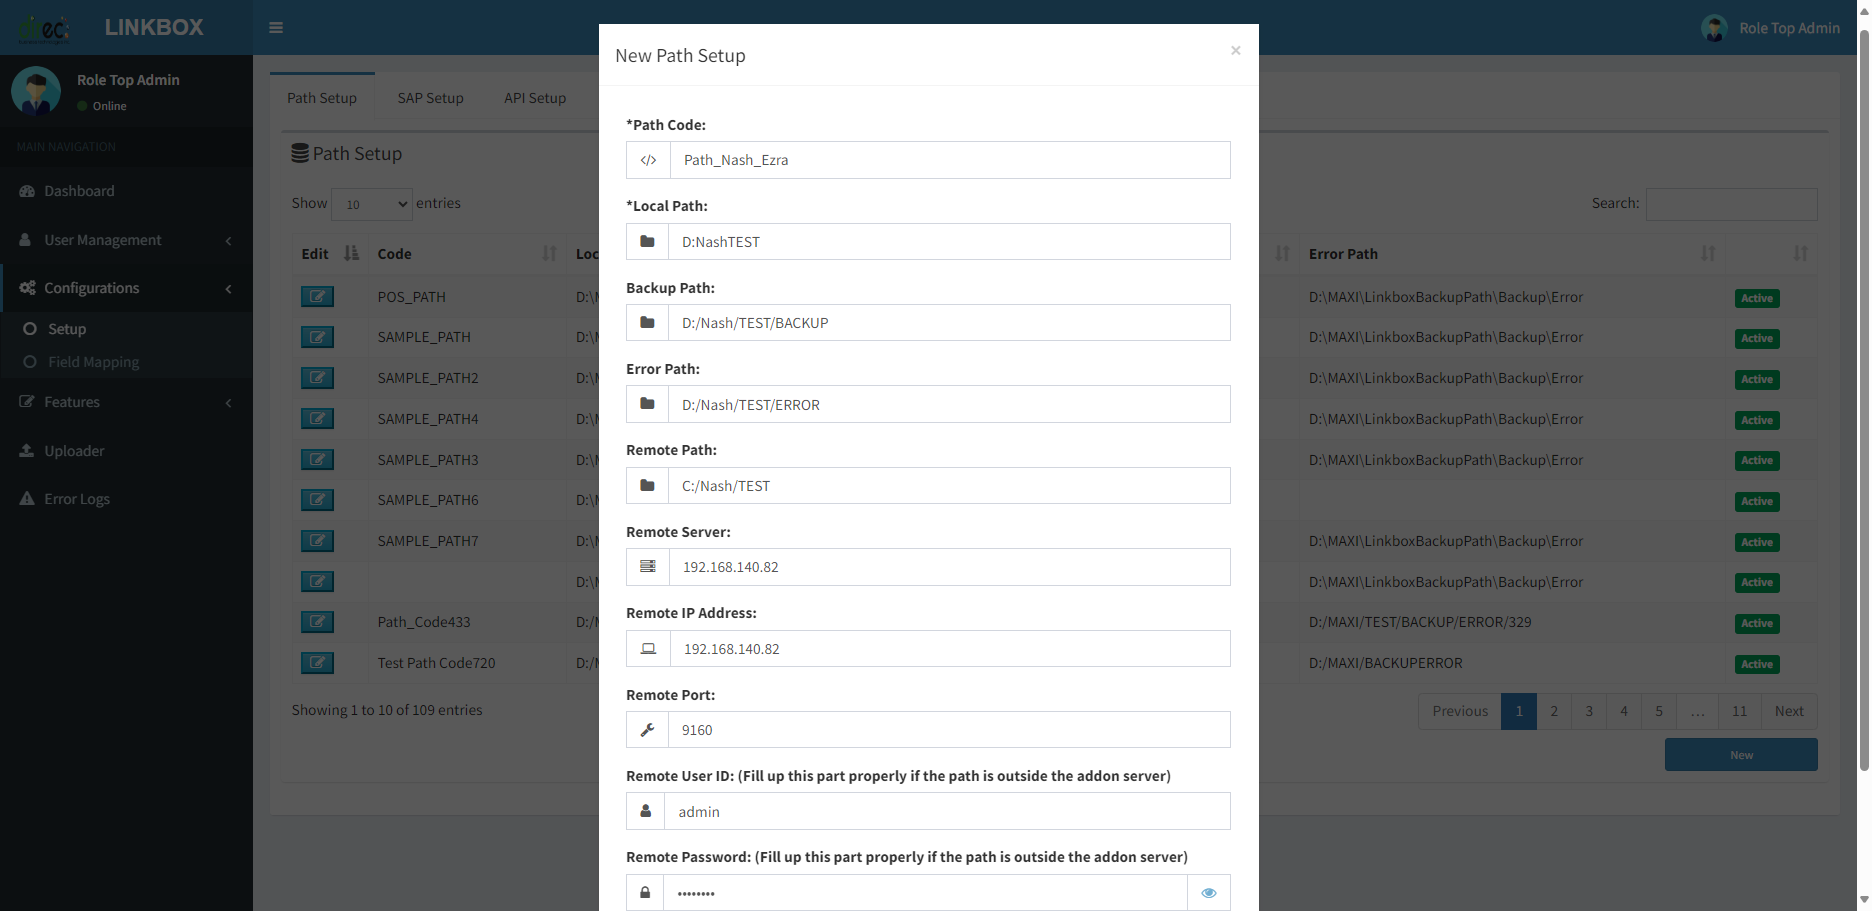 LINKBOX
Role Top Admin
Role Top Admin
Online
MAIN NAVIGATION
Dashboard
User Management
Configurations
Setup
Field Mapping
Features
Uploader
Error Logs
Path Setup SAP Setup API Setup
Path Setup
Show 10 entries
Search:
Edit Code Error Path
POS_PATH D:\MAXI\LinkboxBackupPath\Backup\Error Active
SAMPLE_PATH D:\MAXI\LinkboxBackupPath\Backup\Error Active
SAMPLE_PATH2 D:\MAXI\LinkboxBackupPath\Backup\Error Active
SAMPLE_PATH4 D:\MAXI\LinkboxBackupPath\Backup\Error Active
SAMPLE_PATH3 D:\MAXI\LinkboxBackupPath\Backup\Error Active
SAMPLE_PATH6 Active
SAMPLE_PATH7 D:\MAXI\LinkboxBackupPath\Backup\Error Active
D:\MAXI\LinkboxBackupPath\Backup\Error Active
Path_Code433 D:/MAXI/TEST/BACKUP/ERROR/329 Active
Test Path Code720 D:/MAXI/BACKUPERROR Active
Showing 1 to 10 of 109 entries
Previous 1 2 3 4 5 … 11 Next
New
New Path Setup ×
*Path Code:
Path_Nash_Ezra
*Local Path:
D:NashTEST
Backup Path:
D:/Nash/TEST/BACKUP
Error Path:
D:/Nash/TEST/ERROR
Remote Path:
C:/Nash/TEST
Remote Server:
192.168.140.82
Remote IP Address:
192.168.140.82
Remote Port:
9160
Remote User ID: (Fill up this part properly if the path is outside the addon server)
admin
Remote Password: (Fill up this part properly if the path is outside the addon server)
••••••••